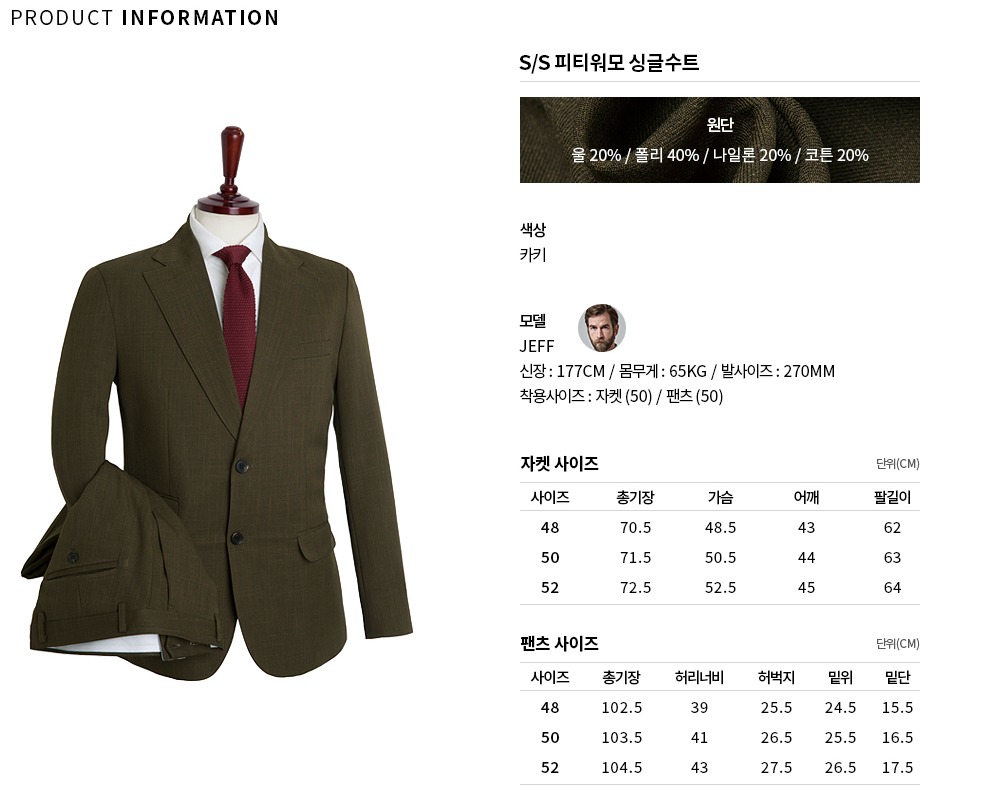 PRODUCT INFORMATION
S/S 피티워모 싱글수트
원단
울 20% / 폴리 40% / 나일론 20% / 코튼 20%
색상
카키
모델
JEFF
신장 : 177CM / 몸무게 : 65KG / 발사이즈 : 270MM
착용사이즈 : 자켓 (50) / 팬츠 (50)
자켓 사이즈 단위(CM)
사이즈 총기장 가슴 어깨 팔길이
48 70.5 48.5 43 62
50 71.5 50.5 44 63
52 72.5 52.5 45 64
팬츠 사이즈 단위(CM)
사이즈 총기장 허리너비 허벅지 밑위 밑단
48 102.5 39 25.5 24.5 15.5
50 103.5 41 26.5 25.5 16.5
52 104.5 43 27.5 26.5 17.5